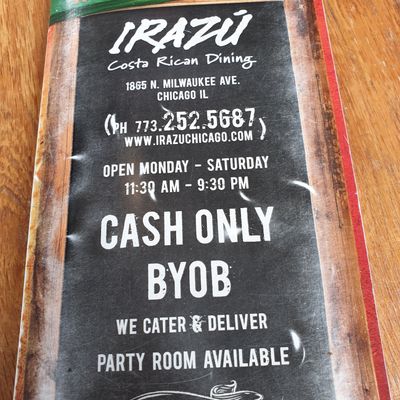 IRAZÚ
Costa Rican Dining
1865 N. MILWAUKEE AVE.
CHICAGO IL
(PH 773.252.5687)
WWW.IRAZUCHICAGO.COM
OPEN MONDAY - SATURDAY
11:30 AM - 9:30 PM
CASH ONLY
BYOB
WE CATER & DELIVER
PARTY ROOM AVAILABLE